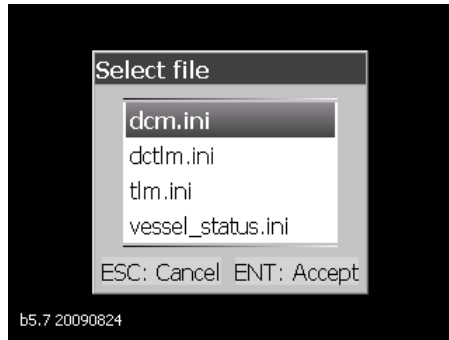 Select file
dcm.ini
dctlm.ini
tlm.ini
vessel_status.ini
ESC: Cancel ENT: Accept
b5.7 20090824